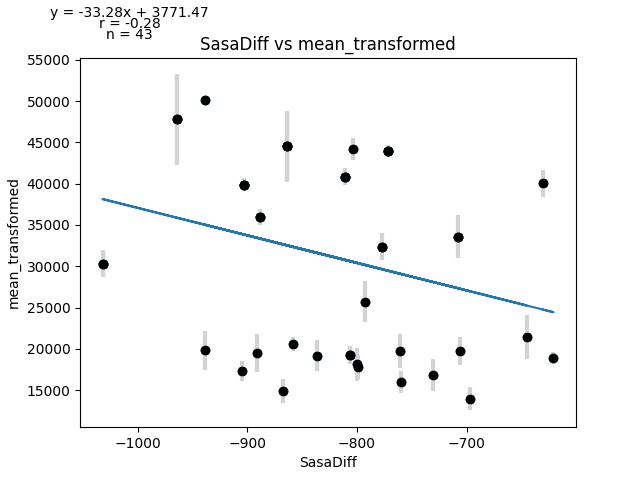 y = -33.28x + 3771.47
r = -0.28
n = 43
SasaDiff vs mean_transformed
55000
50000
45000
40000
35000
30000
25000
20000
15000
mean_transformed
−1000
−900
−800
−700
SasaDiff